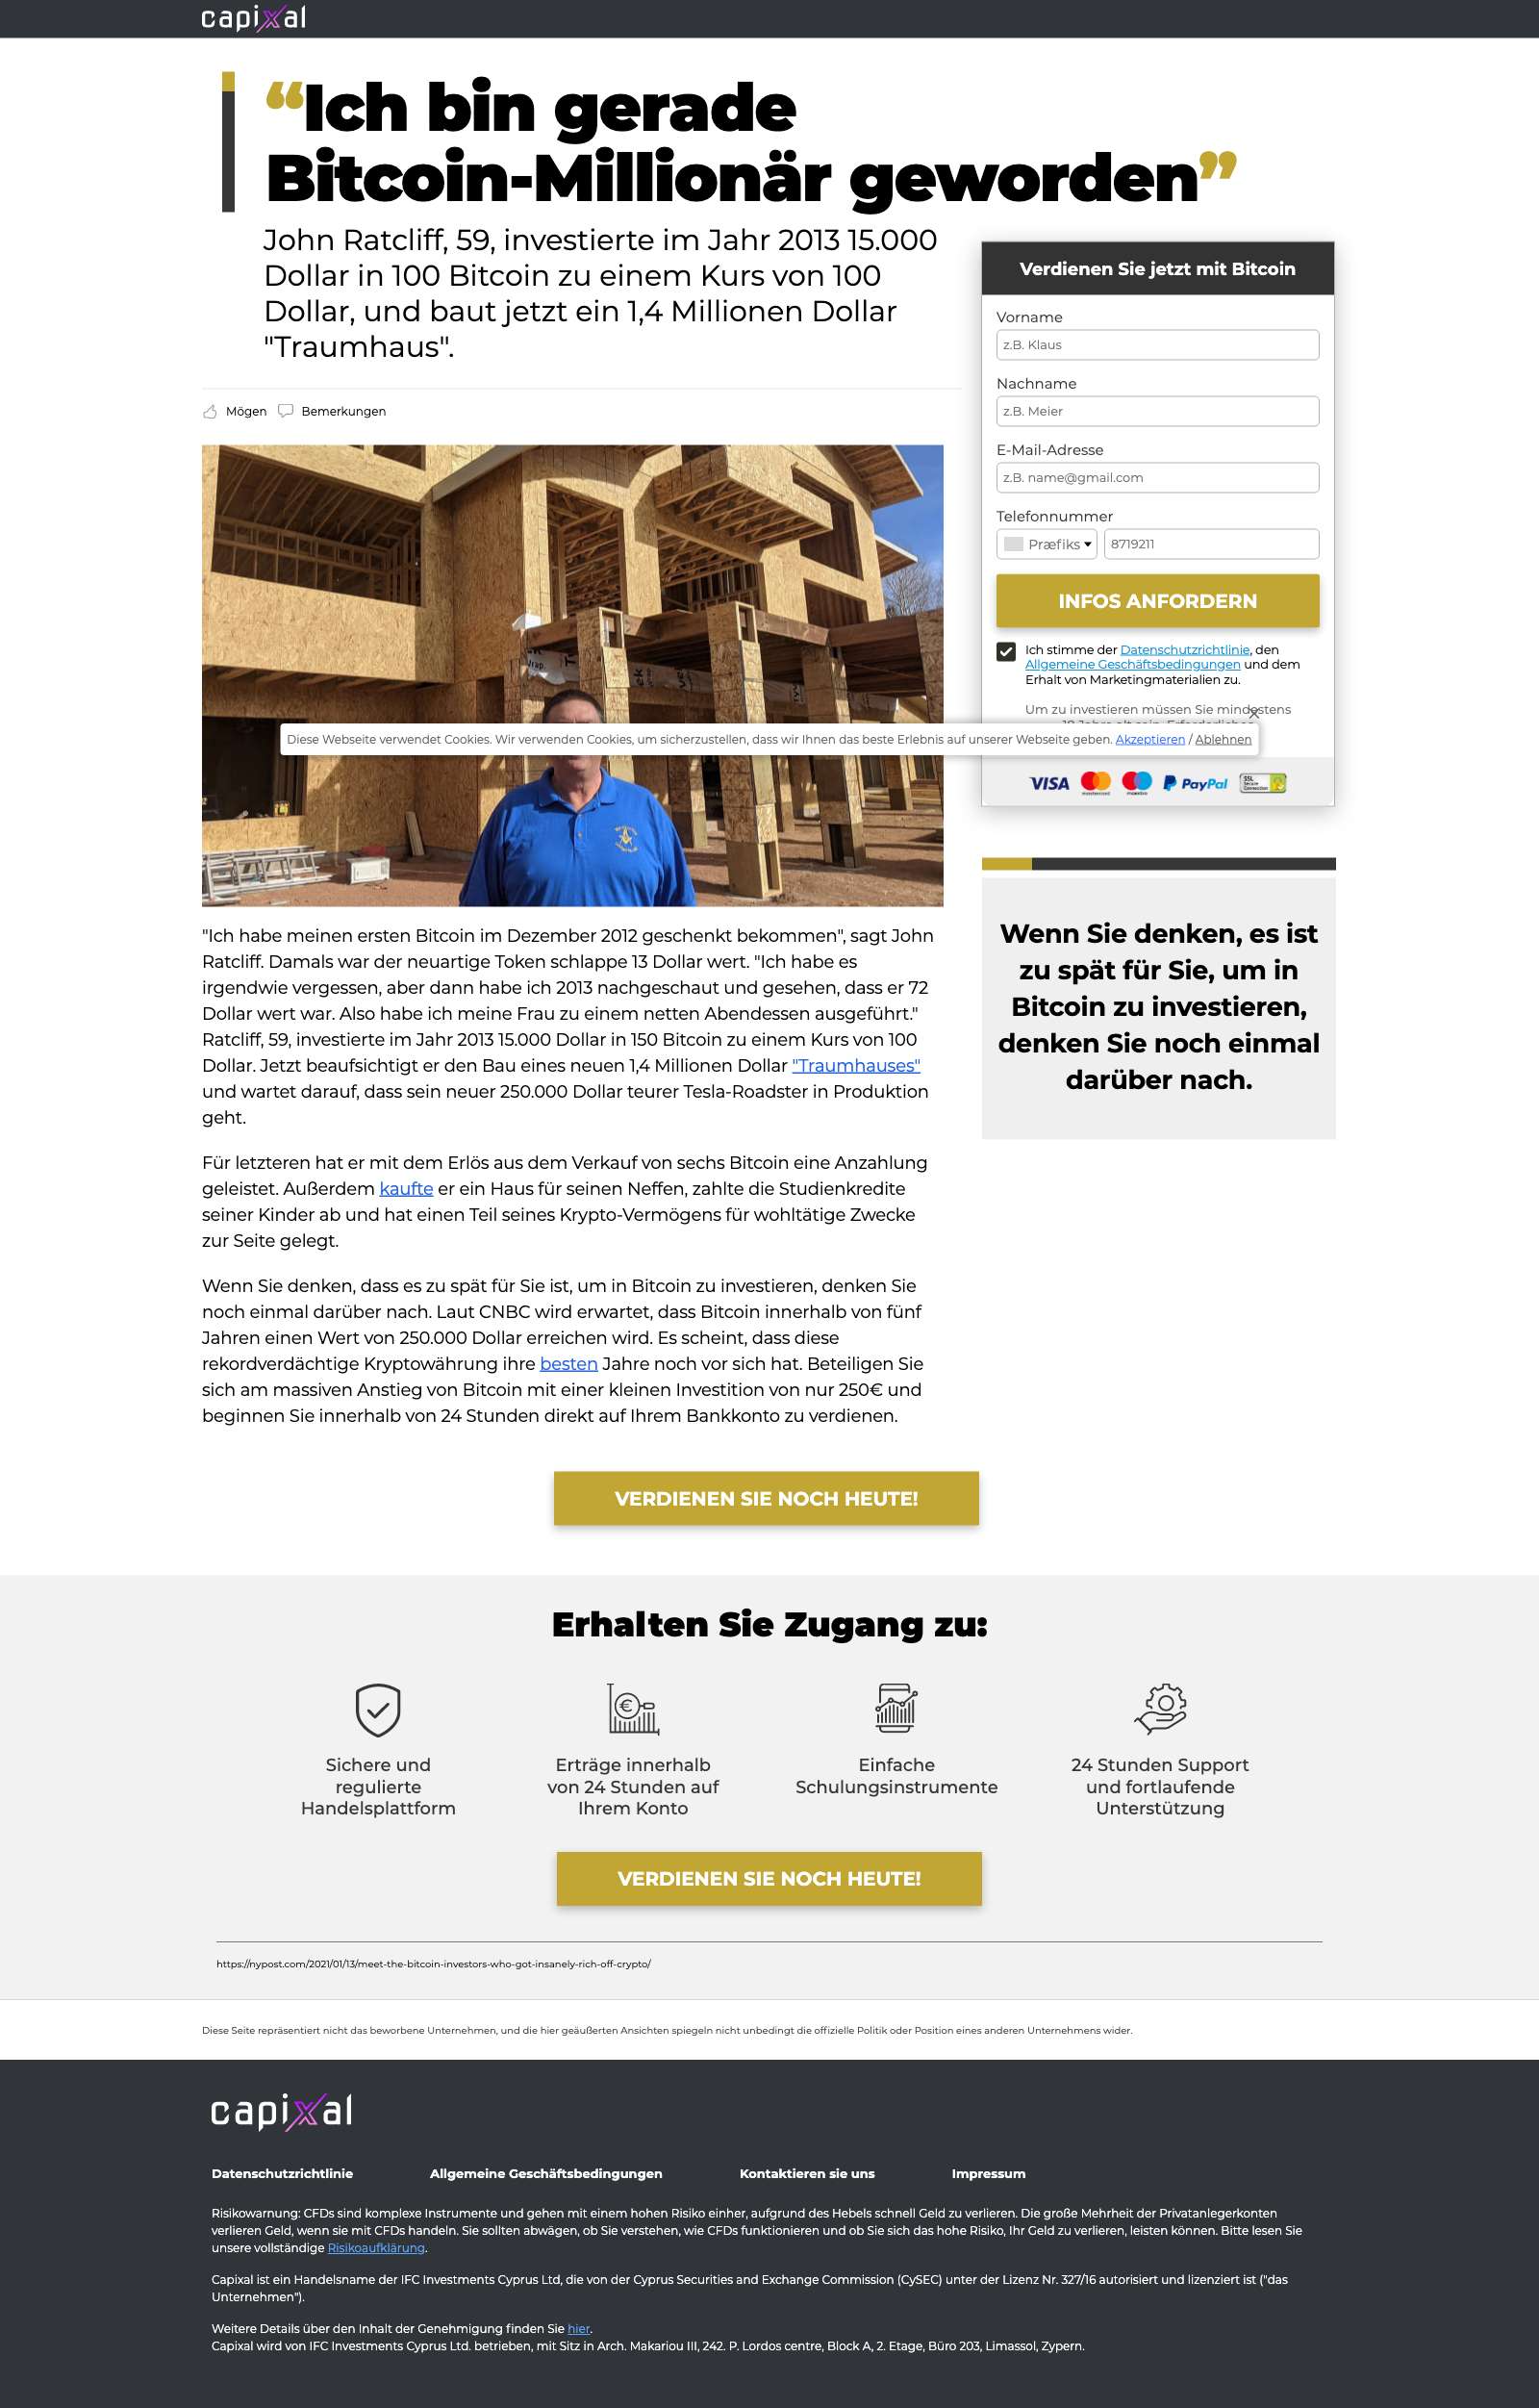 capixal
“Ich bin gerade
Bitcoin-Millionär geworden”
John Ratcliff, 59, investierte im Jahr 2013 15.000
Dollar in 100 Bitcoin zu einem Kurs von 100
Dollar, und baut jetzt ein 1,4 Millionen Dollar
"Traumhaus".
Mögen Bemerkungen
Verdienen Sie jetzt mit Bitcoin
Vorname
z.B. Klaus
Nachname
z.B. Meier
E-Mail-Adresse
z.B. name@gmail.com
Telefonnummer
Præfiks 8719211
INFOS ANFORDERN
Ich stimme der Datenschutzrichtlinie, den
Allgemeine Geschäftsbedingungen und dem
Erhalt von Marketingmaterialien zu.
Um zu investieren müssen Sie mindestens
Diese Webseite verwendet Cookies. Wir verwenden Cookies, um sicherzustellen, dass wir Ihnen das beste Erlebnis auf unserer Webseite geben. Akzeptieren / Ablehnen
VISA PayPal SSL
"Ich habe meinen ersten Bitcoin im Dezember 2012 geschenkt bekommen", sagt John
Ratcliff. Damals war der neuartige Token schlappe 13 Dollar wert. "Ich habe es
irgendwie vergessen, aber dann habe ich 2013 nachgeschaut und gesehen, dass er 72
Dollar wert war. Also habe ich meine Frau zu einem netten Abendessen ausgeführt."
Ratcliff, 59, investierte im Jahr 2013 15.000 Dollar in 150 Bitcoin zu einem Kurs von 100
Dollar. Jetzt beaufsichtigt er den Bau eines neuen 1,4 Millionen Dollar "Traumhauses"
und wartet darauf, dass sein neuer 250.000 Dollar teurer Tesla-Roadster in Produktion
geht.
Für letzteren hat er mit dem Erlös aus dem Verkauf von sechs Bitcoin eine Anzahlung
geleistet. Außerdem kaufte er ein Haus für seinen Neffen, zahlte die Studienkredite
seiner Kinder ab und hat einen Teil seines Krypto-Vermögens für wohltätige Zwecke
zur Seite gelegt.
Wenn Sie denken, dass es zu spät für Sie ist, um in Bitcoin zu investieren, denken Sie
noch einmal darüber nach. Laut CNBC wird erwartet, dass Bitcoin innerhalb von fünf
Jahren einen Wert von 250.000 Dollar erreichen wird. Es scheint, dass diese
rekordverdächtige Kryptowährung ihre besten Jahre noch vor sich hat. Beteiligen Sie
sich am massiven Anstieg von Bitcoin mit einer kleinen Investition von nur 250€ und
beginnen Sie innerhalb von 24 Stunden direkt auf Ihrem Bankkonto zu verdienen.
Wenn Sie denken, es ist
zu spät für Sie, um in
Bitcoin zu investieren,
denken Sie noch einmal
darüber nach.
VERDIENEN SIE NOCH HEUTE!
Erhalten Sie Zugang zu:
Sichere und
regulierte
Handelsplattform
Erträge innerhalb
von 24 Stunden auf
Ihrem Konto
Einfache
Schulungsinstrumente
24 Stunden Support
und fortlaufende
Unterstützung
VERDIENEN SIE NOCH HEUTE!
https://nypost.com/2021/01/13/meet-the-bitcoin-investors-who-got-insanely-rich-off-crypto/
Diese Seite repräsentiert nicht das beworbene Unternehmen, und die hier geäußerten Ansichten spiegeln nicht unbedingt die offizielle Politik oder Position eines anderen Unternehmens wider.
capixal
Datenschutzrichtlinie Allgemeine Geschäftsbedingungen Kontaktieren sie uns Impressum
Risikowarnung: CFDs sind komplexe Instrumente und gehen mit einem hohen Risiko einher, aufgrund des Hebels schnell Geld zu verlieren. Die große Mehrheit der Privatanlegerkonten
verlieren Geld, wenn sie mit CFDs handeln. Sie sollten abwägen, ob Sie verstehen, wie CFDs funktionieren und ob Sie sich das hohe Risiko, Ihr Geld zu verlieren, leisten können. Bitte lesen Sie
unsere vollständige Risikoaufklärung.
Capixal ist ein Handelsname der IFC Investments Cyprus Ltd, die von der Cyprus Securities and Exchange Commission (CySEC) unter der Lizenz Nr. 327/16 autorisiert und lizenziert ist ("das
Unternehmen").
Weitere Details über den Inhalt der Genehmigung finden Sie hier.
Capixal wird von IFC Investments Cyprus Ltd. betrieben, mit Sitz in Arch. Makariou III, 242. P. Lordos centre, Block A, 2. Etage, Büro 203, Limassol, Zypern.